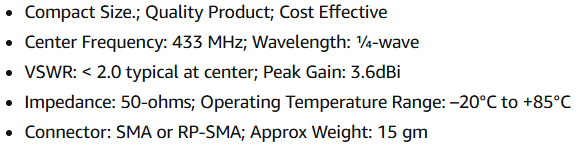 • Compact Size.; Quality Product; Cost Effective
• Center Frequency: 433 MHz; Wavelength: ¼-wave
• VSWR: < 2.0 typical at center; Peak Gain: 3.6dBi
• Impedance: 50-ohms; Operating Temperature Range: –20°C to +85°C
• Connector: SMA or RP-SMA; Approx Weight: 15 gm